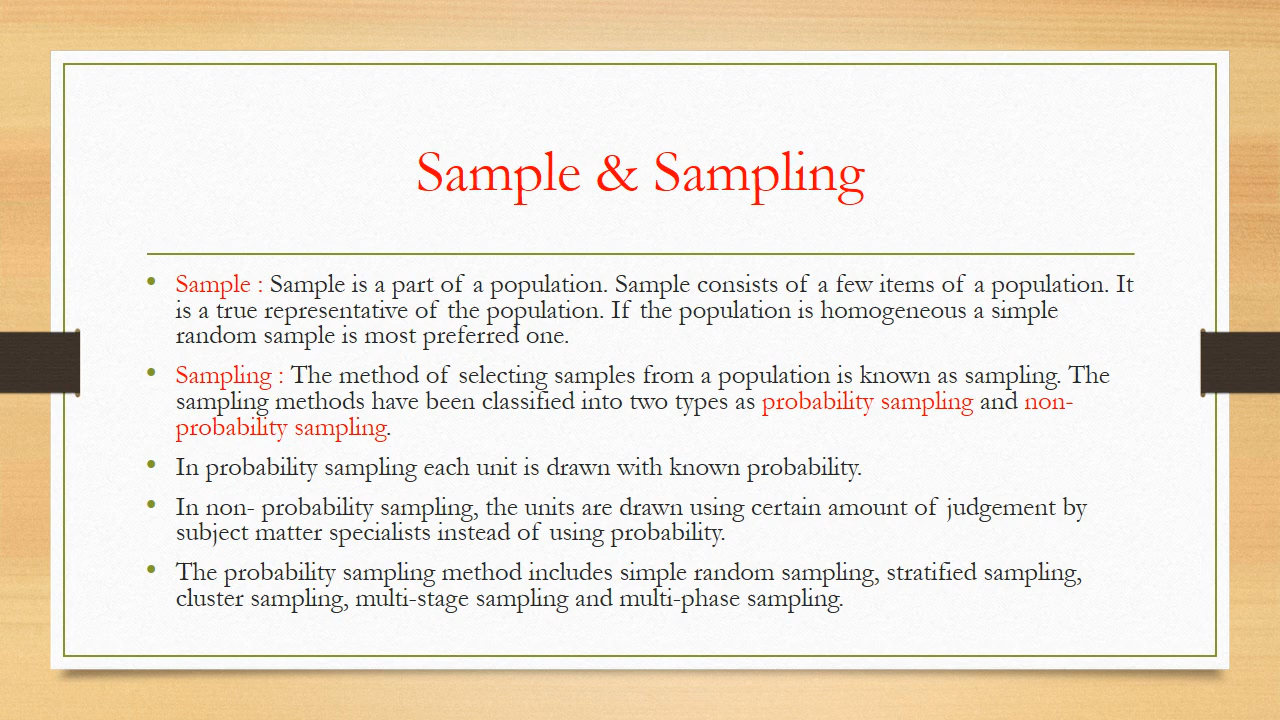 Sample & Sampling
• Sample : Sample is a part of a population. Sample consists of a few items of a population. It
is a true representative of the population. If the population is homogeneous a simple
random sample is most preferred one.
• Sampling : The method of selecting samples from a population is known as sampling. The
sampling methods have been classified into two types as probability sampling and non-
probability sampling.
• In probability sampling each unit is drawn with known probability.
• In non- probability sampling, the units are drawn using certain amount of judgement by
subject matter specialists instead of using probability.
• The probability sampling method includes simple random sampling, stratified sampling,
cluster sampling, multi-stage sampling and multi-phase sampling.